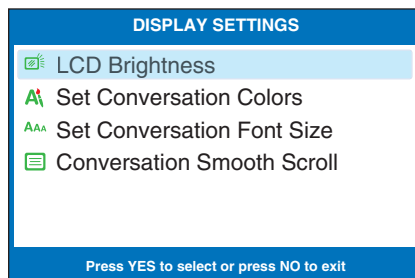 DISPLAY SETTINGS
LCD Brightness
Set Conversation Colors
Set Conversation Font Size
Conversation Smooth Scroll
Press YES to select or press NO to exit